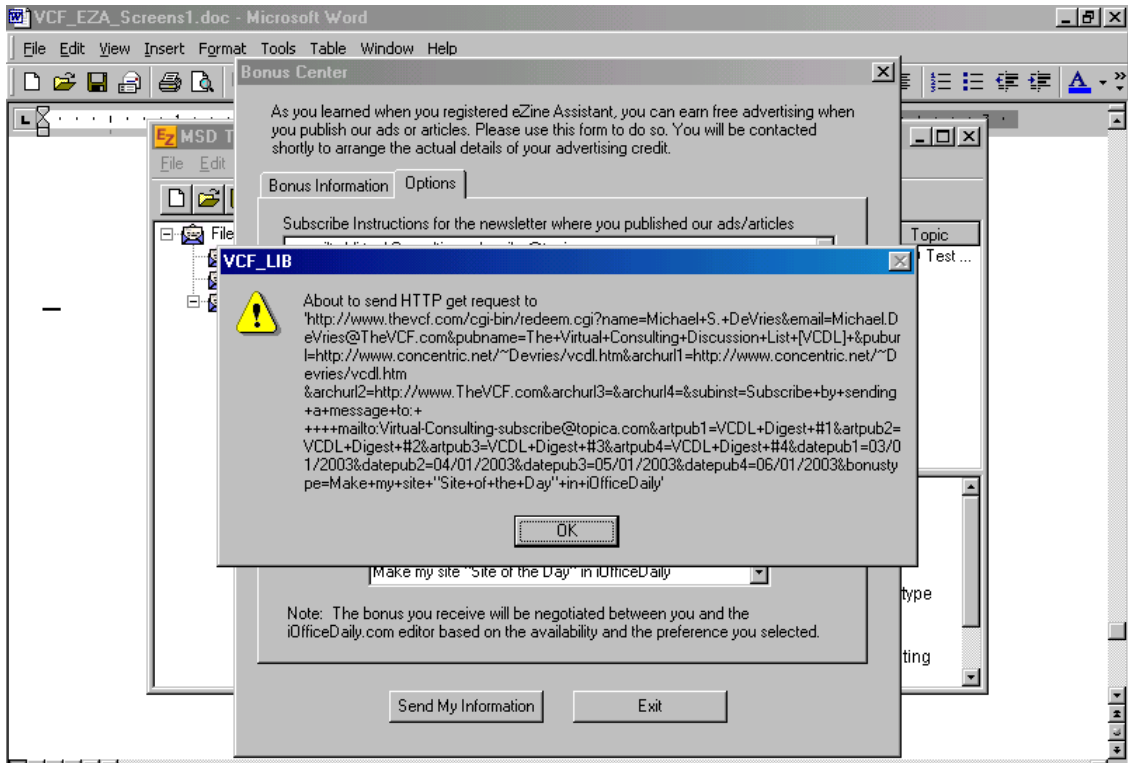 VCF_EZA_Screens1.doc - Microsoft Word
File Edit View Insert Format Tools Table Window Help
Bonus Center
As you learned when you registered eZine Assistant, you can earn free advertising when
you publish our ads or articles. Please use this form to do so. You will be contacted
shortly to arrange the actual details of your advertising credit.
MSD T
File Edit
Bonus Information Options
Subscribe Instructions for the newsletter where you published our ads/articles
File
Topic
Test ...
VCF_LIB
About to send HTTP get request to
'http://www.thevcf.com/cgi-bin/redeem.cgi?name=Michael+S.+DeVries&email=Michael.D
eVries@TheVCF.com&pubname=The+Virtual+Consulting+Discussion+List+[VCDL]+&pubur
l=http://www.concentric.net/~Devries/vcdl.htm&archurl1=http://www.concentric.net/~D
evries/vcdl.htm
&archurl2=http://www.TheVCF.com&archurl3=&archurl4=&subinst=Subscribe+by+sending
+a+message+to:+
++++mailto:Virtual-Consulting-subscribe@topica.com&artpub1=VCDL+Digest+#1&artpub2=
VCDL+Digest+#2&artpub3=VCDL+Digest+#3&artpub4=VCDL+Digest+#4&datepub1=03/0
1/2003&datepub2=04/01/2003&datepub3=05/01/2003&datepub4=06/01/2003&bonusty
pe=Make+my+site+"Site+of+the+Day"+in+iOfficeDaily'
OK
Make my site "Site of the Day" in iOfficeDaily
type
Note: The bonus you receive will be negotiated between you and the
iOfficeDaily.com editor based on the availability and the preference you selected.
ting
Send My Information Exit